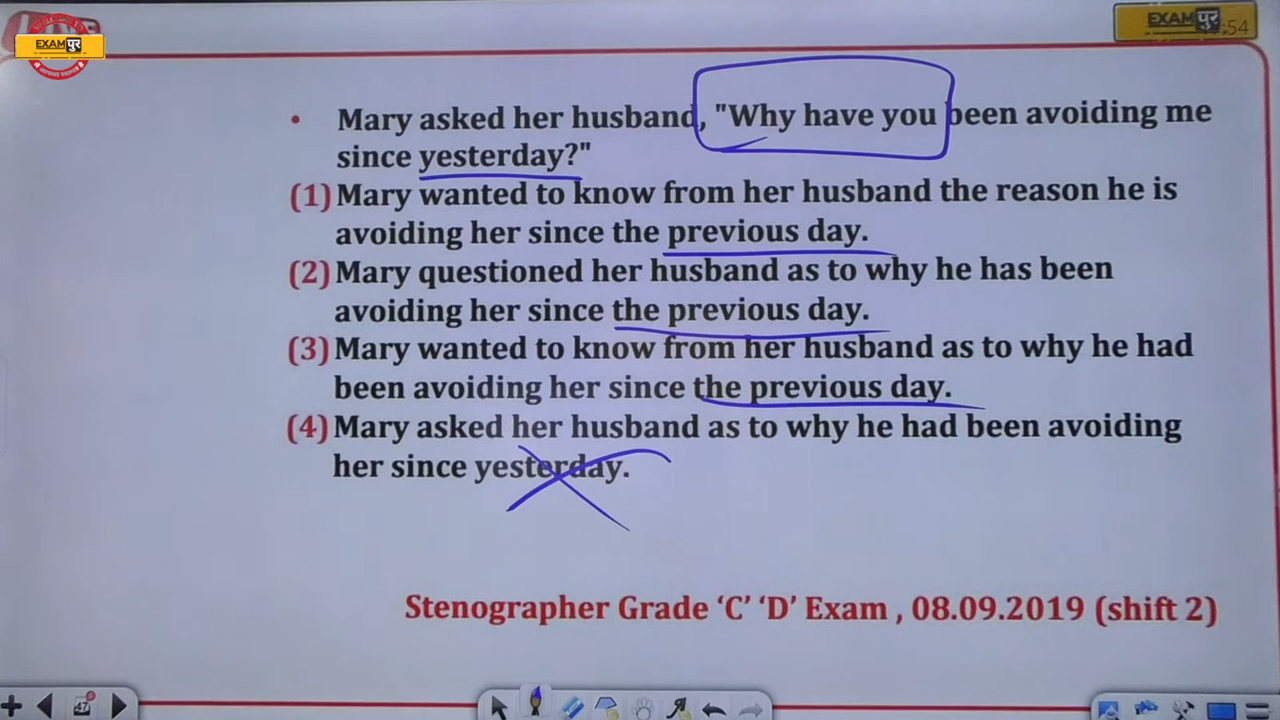 EXAMपुर
EXAMपुर
:54
• Mary asked her husband, "Why have you been avoiding me
since yesterday?"
(1) Mary wanted to know from her husband the reason he is
avoiding her since the previous day.
(2) Mary questioned her husband as to why he has been
avoiding her since the previous day.
(3) Mary wanted to know from her husband as to why he had
been avoiding her since the previous day.
(4) Mary asked her husband as to why he had been avoiding
her since yesterday.
Stenographer Grade ‘C’ ‘D’ Exam , 08.09.2019 (shift 2)
47